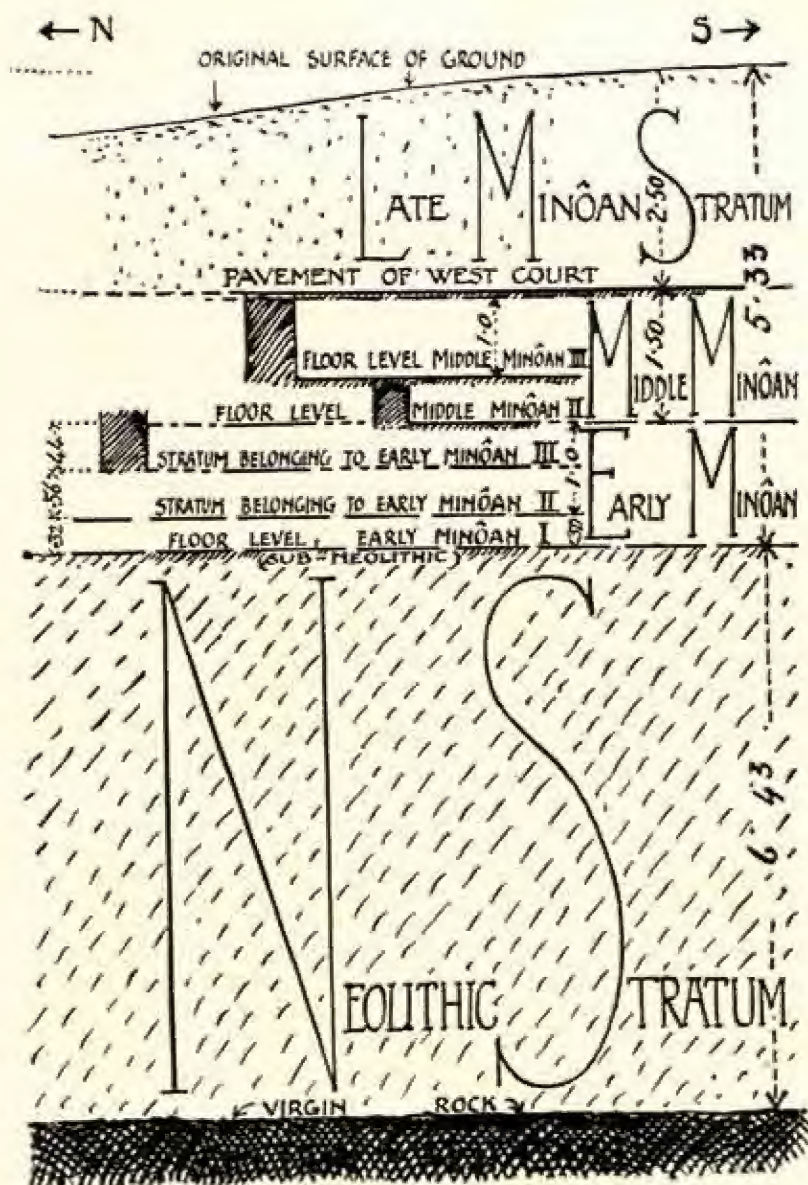 ← N S →
ORIGINAL SURFACE OF GROUND
LATE MINÔAN STRATUM
2·50
5·33
PAVEMENT OF WEST COURT
1·0
1·50
FLOOR LEVEL MIDDLE MINÔAN III
MIDDLE MINÔAN
FLOOR LEVEL MIDDLE MINÔAN II
STRATUM BELONGING TO EARLY MINÔAN III
1·0
STRATUM BELONGING TO EARLY MINÔAN II
EARLY MINÔAN
FLOOR LEVEL, EARLY MINÔAN I
(SUB-NEOLITHIC)
6·43
NEOLITHIC STRATUM
VIRGIN ROCK